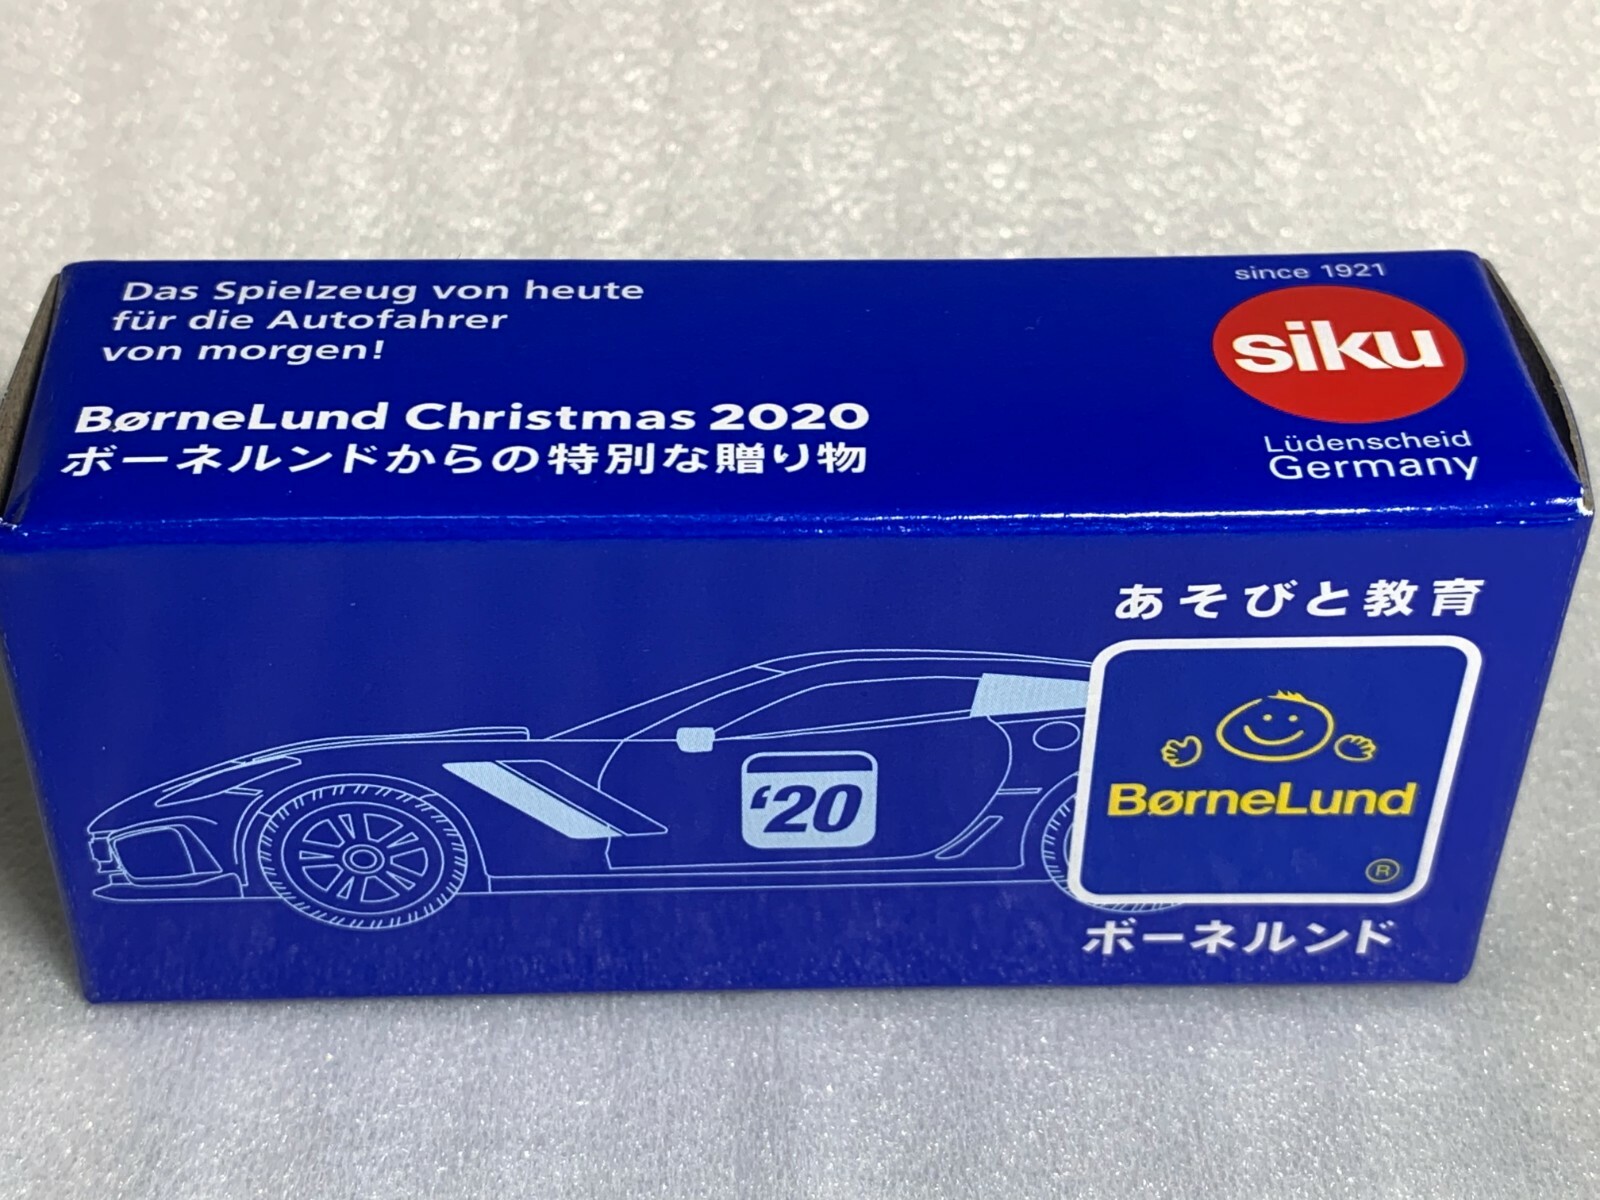 Das Spielzeug von heute
für die Autofahrer
von morgen!
BørneLund Christmas 2020
ボーネルンドからの特別な贈り物
since 1921
siku
Lüdenscheid
Germany
あそびと教育
'20
BørneLund
®
ボーネルンド